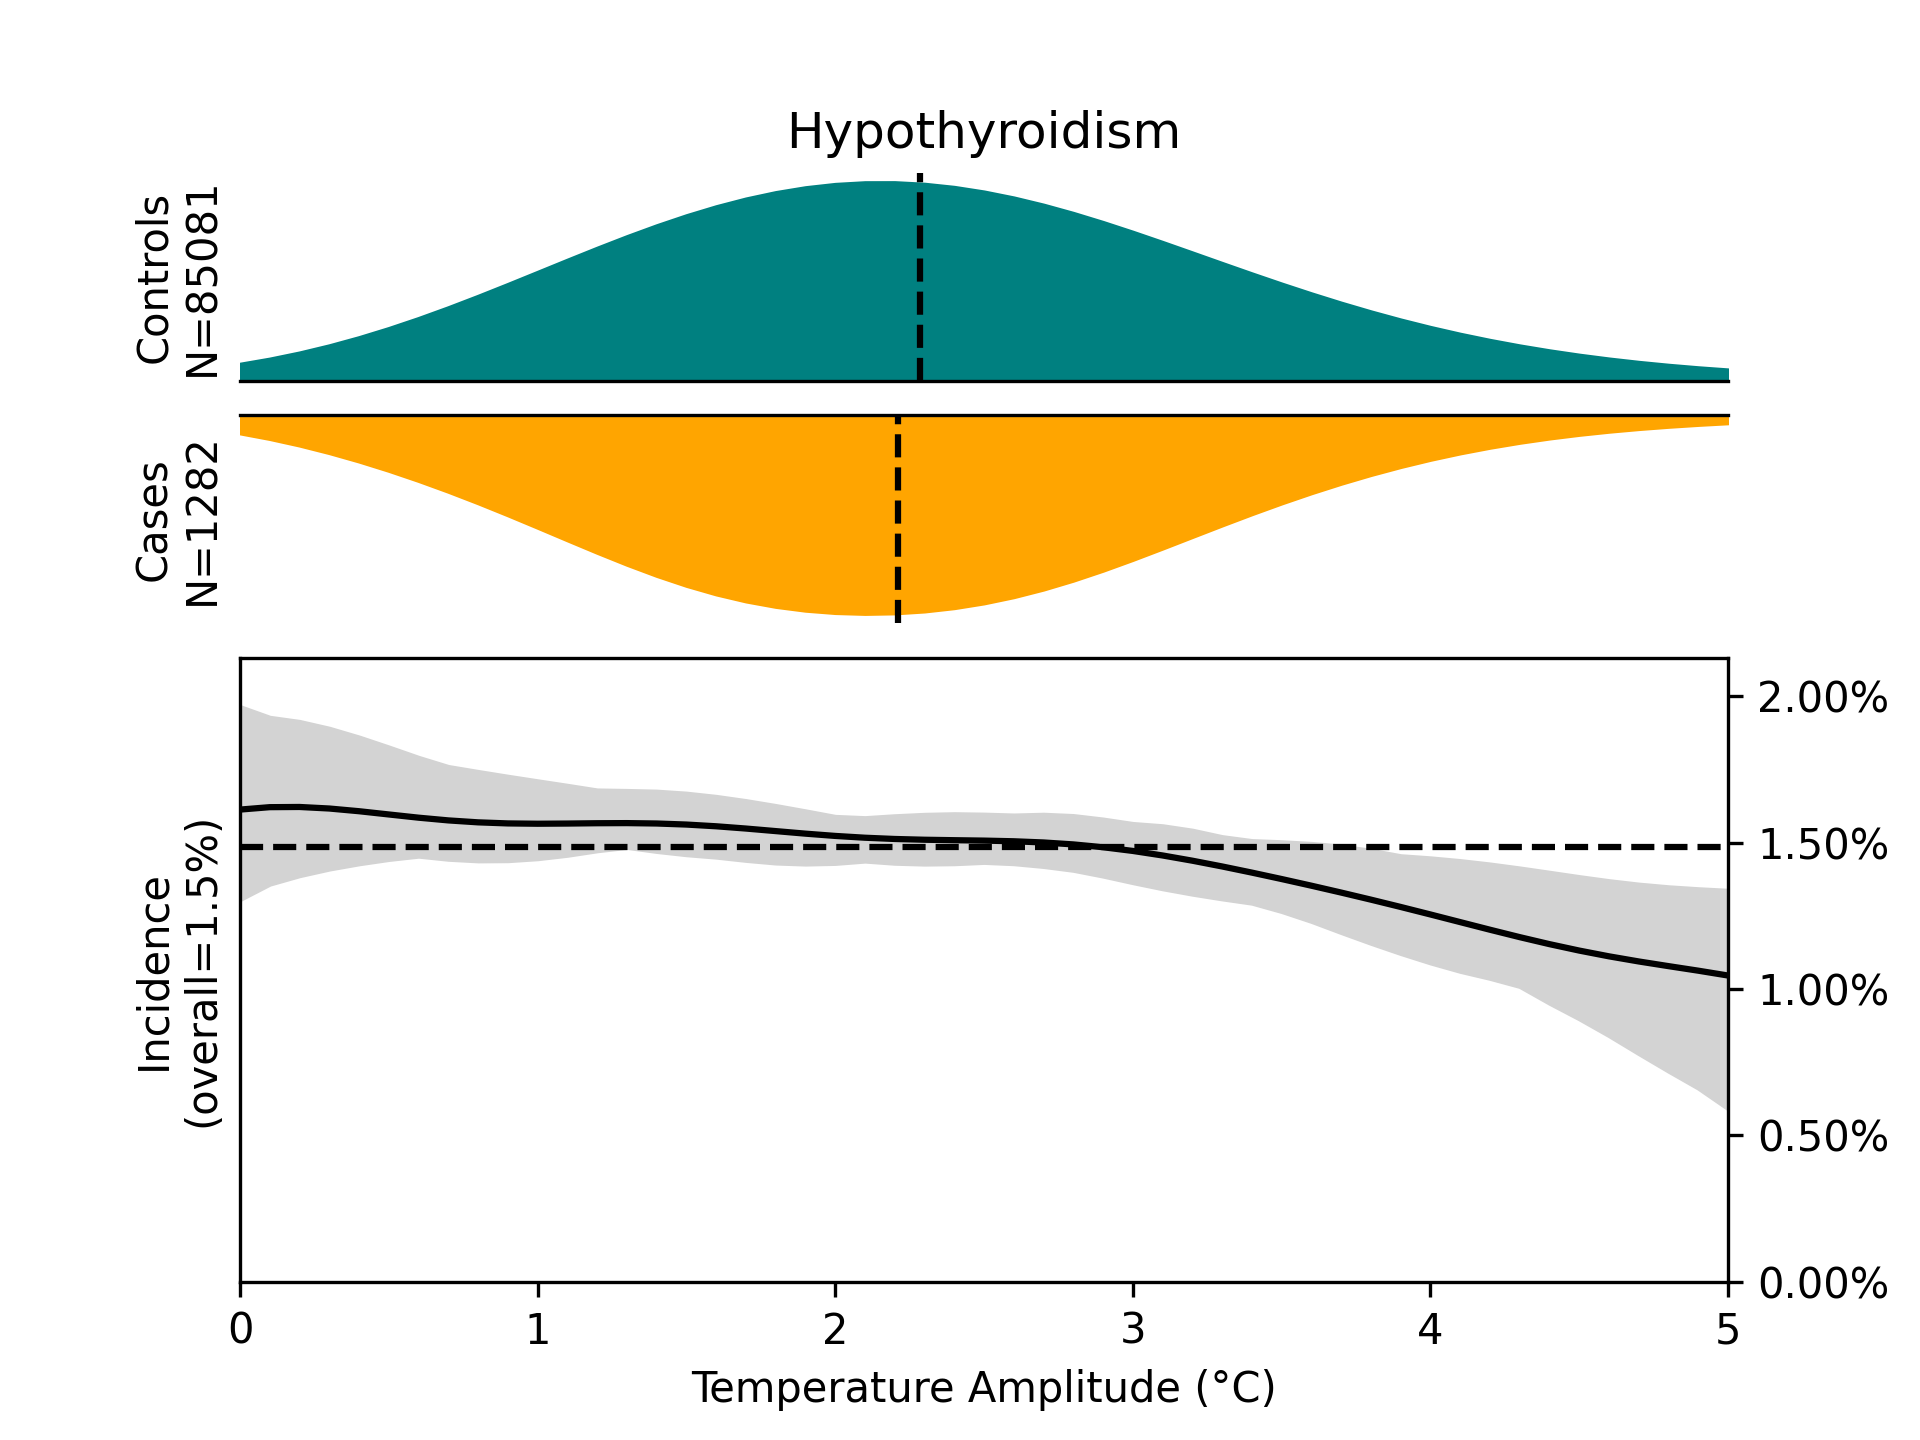 Hypothyroidism
Controls
N=85081
Cases
N=1282
Incidence
(overall=1.5%)
2.00%
1.50%
1.00%
0.50%
0.00%
0 1 2 3 4 5
Temperature Amplitude (°C)